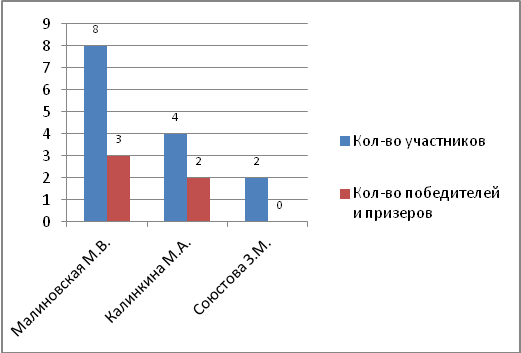 9
8
7
6
5
4
3
2
1
0
8
3
4
2
2
0
Малиновская М.В.
Калинкина М.А.
Союстова З.М.
Кол-во участников
Кол-во победителей
и призеров